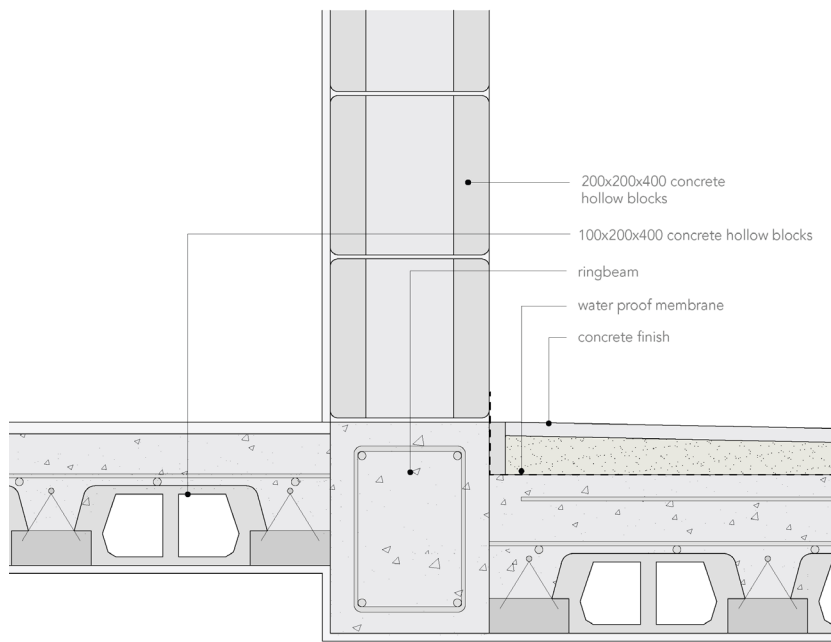 200x200x400 concrete
hollow blocks
100x200x400 concrete hollow blocks
ringbeam
water proof membrane
concrete finish